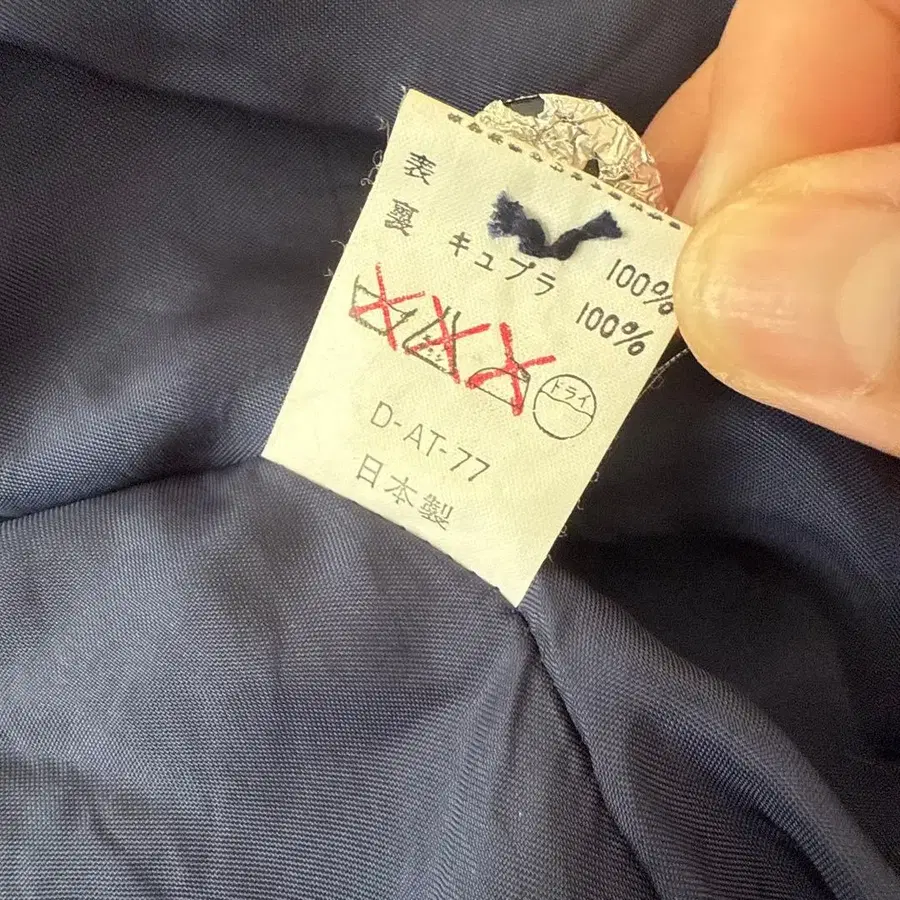 表 100%
裏 キュプラ 100%
ドライ
D-AT-77
日本製